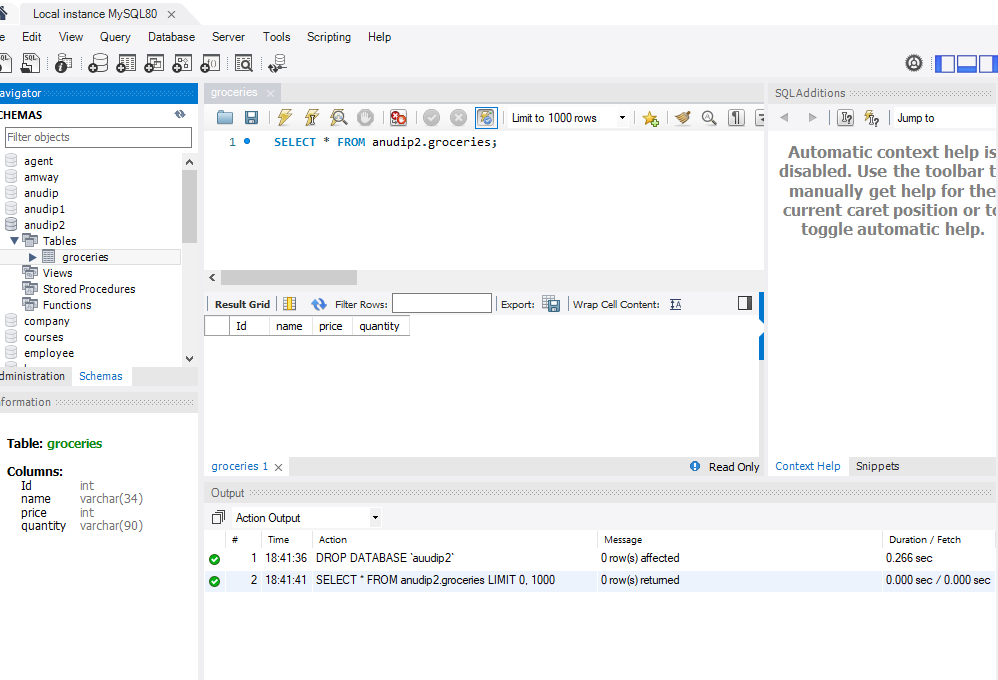 Local instance MySQL80
Edit View Query Database Server Tools Scripting Help
avigator
CHEMAS
Filter objects
agent
amway
anudip
anudip1
anudip2
Tables
groceries
Views
Stored Procedures
Functions
company
courses
employee
dministration Schemas
formation
Table: groceries
Columns:
Id int
name varchar(34)
price int
quantity varchar(90)
groceries
Limit to 1000 rows
1 SELECT * FROM anudip2.groceries;
Result Grid Filter Rows: Export: Wrap Cell Content:
Id name price quantity
groceries 1 Read Only
SQLAdditions
Jump to
Automatic context help is
disabled. Use the toolbar t
manually get help for the
current caret position or to
toggle automatic help.
Context Help Snippets
Output
Action Output
# Time Action Message Duration / Fetch
1 18:41:36 DROP DATABASE `auudip2` 0 row(s) affected 0.266 sec
2 18:41:41 SELECT * FROM anudip2.groceries LIMIT 0, 1000 0 row(s) returned 0.000 sec / 0.000 sec